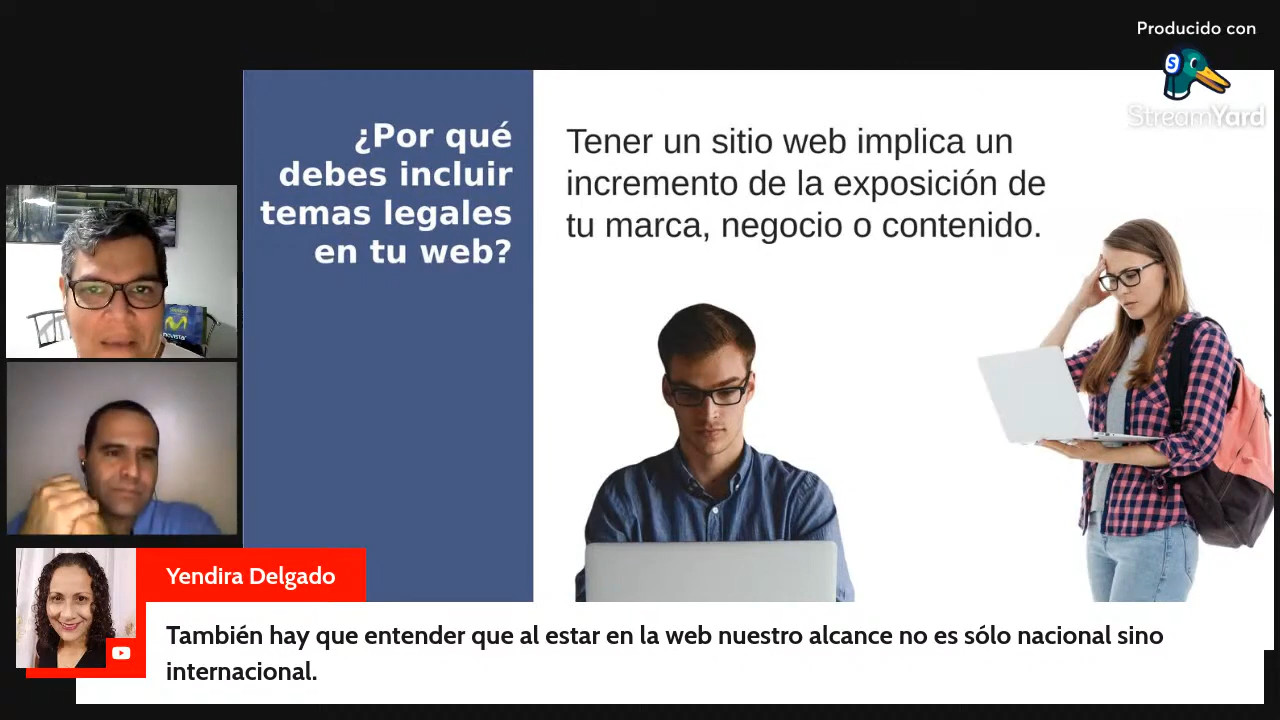 Producido con
StreamYard
¿Por qué
debes incluir
temas legales
en tu web?
Tener un sitio web implica un
incremento de la exposición de
tu marca, negocio o contenido.
movistar
Yendira Delgado
También hay que entender que al estar en la web nuestro alcance no es sólo nacional sino
internacional.